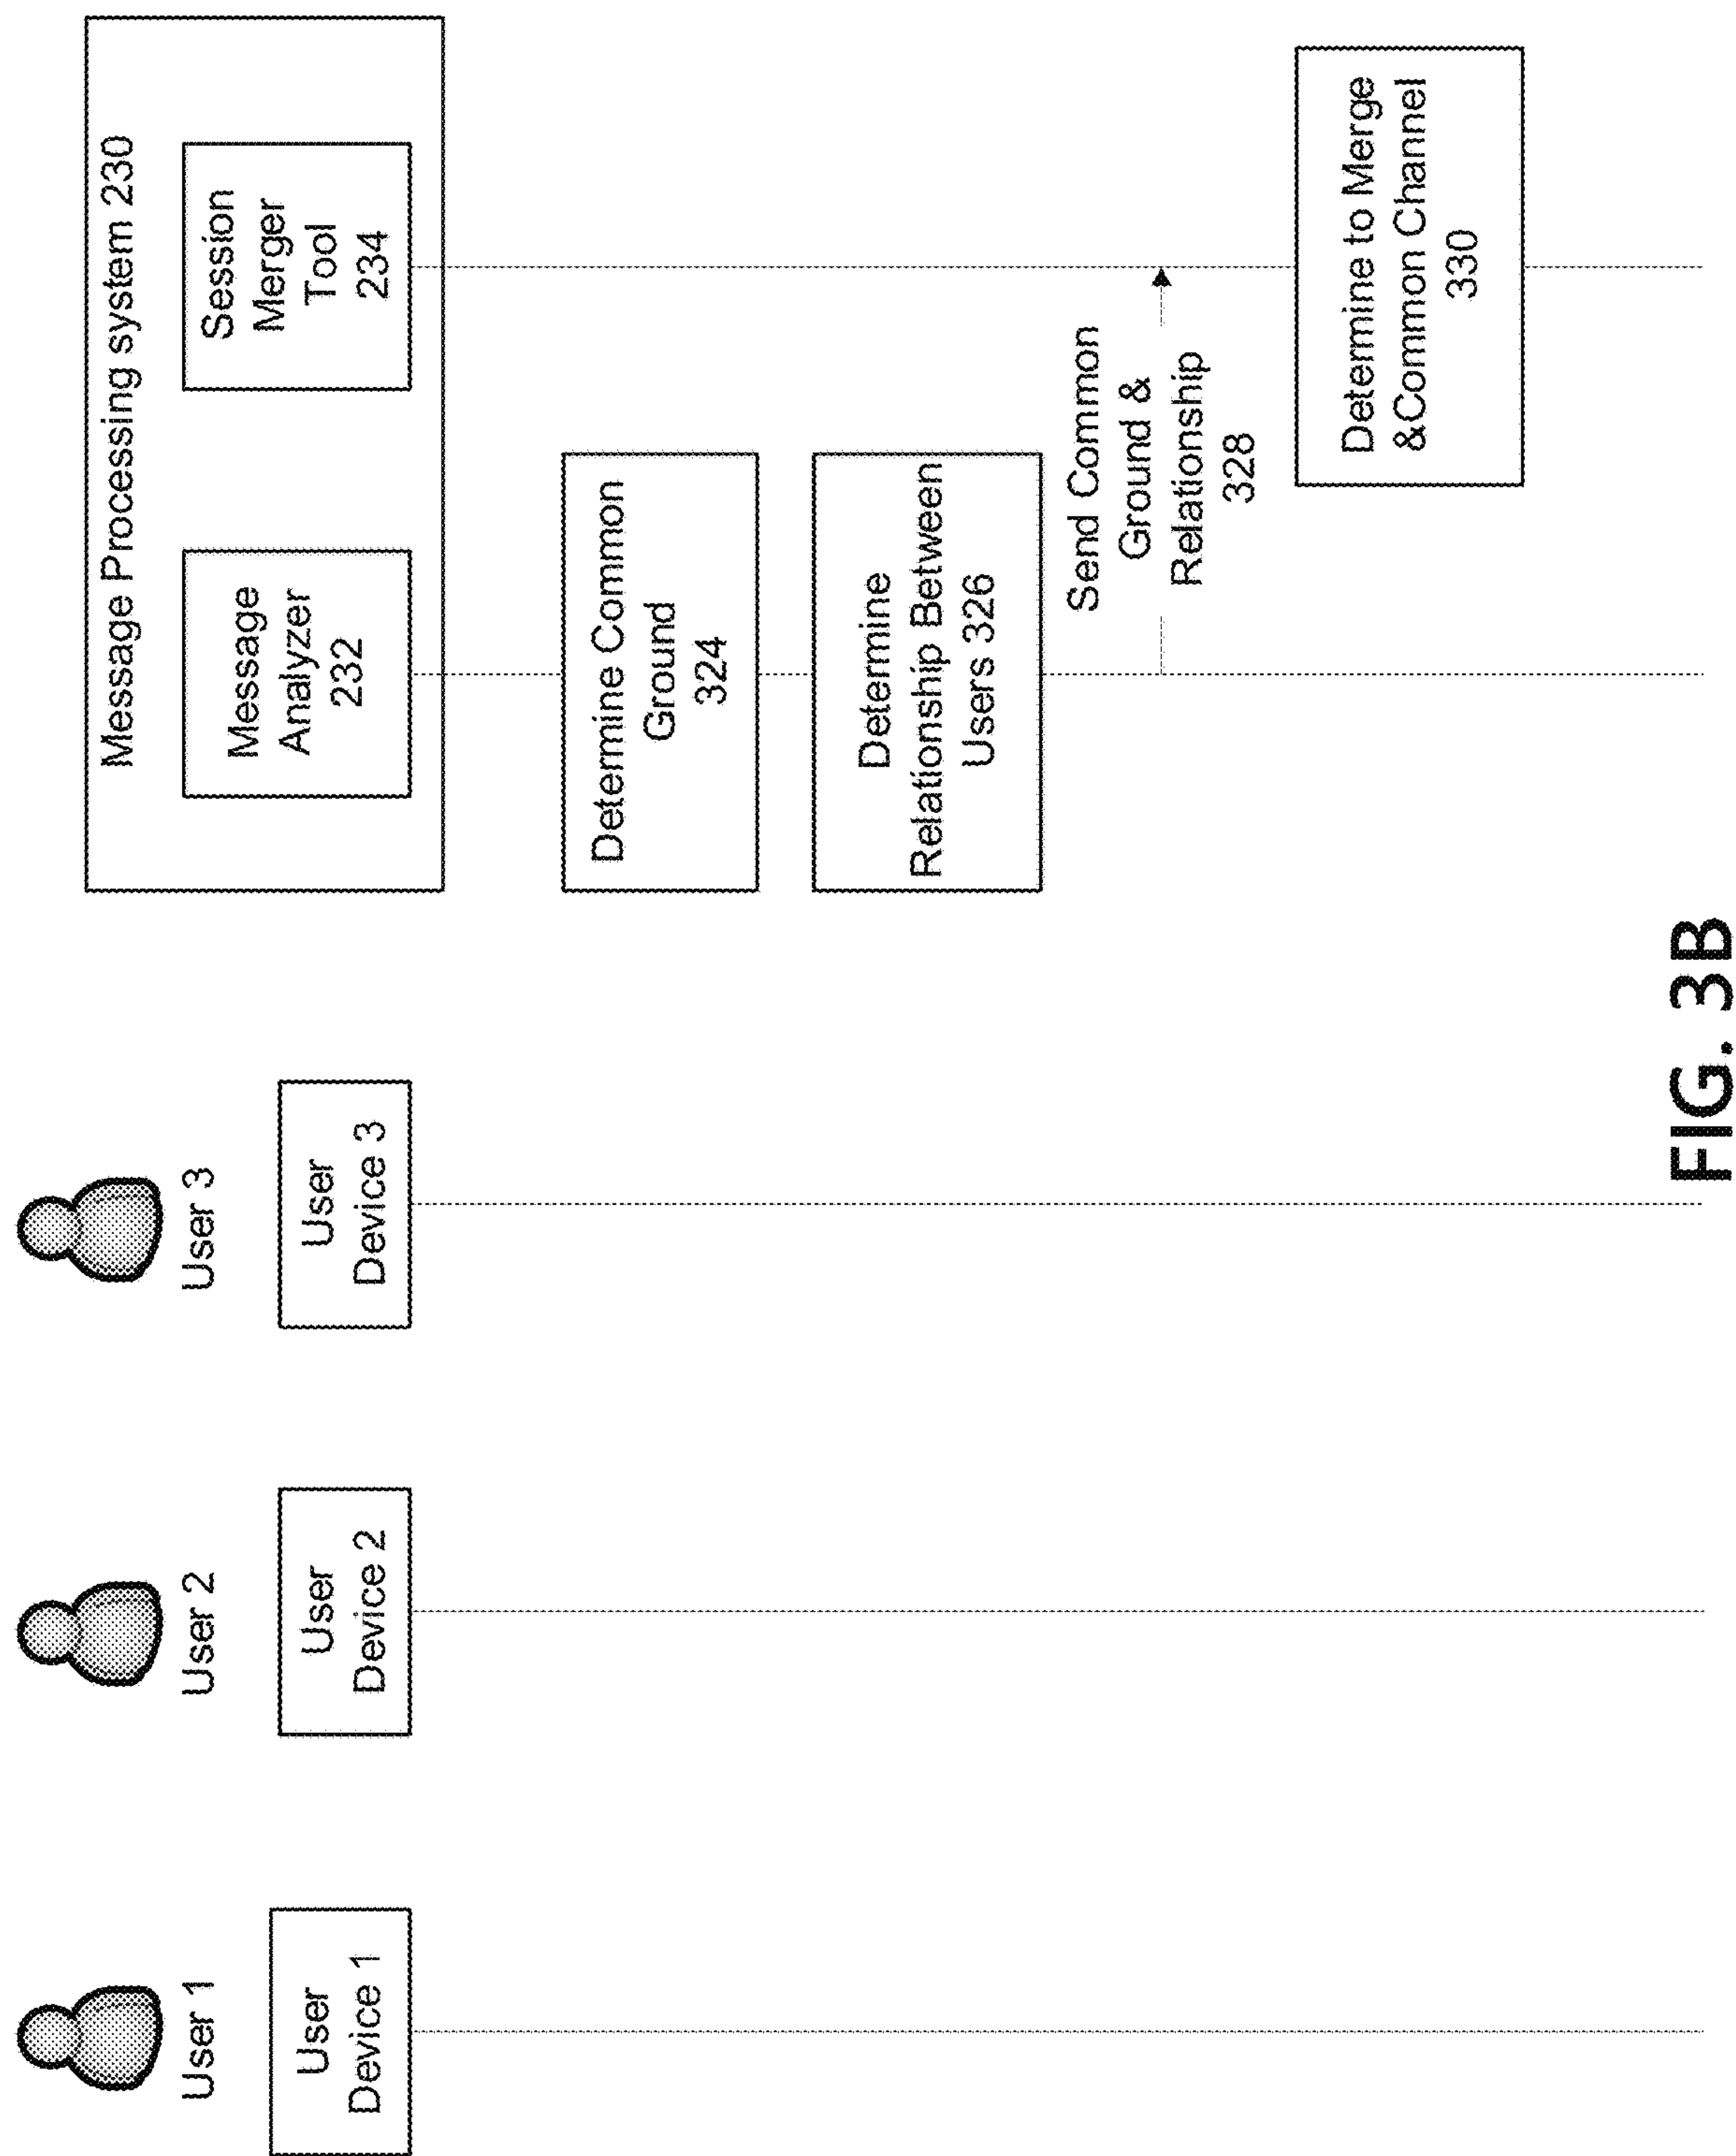 User 1
User 2
User 3
Message Processing system 230
User
Device 1
User
Device 2
User
Device 3
Message
Analyzer
232
Session
Merger
Tool
234
Determine Common
Ground
324
Determine
Relationship Between
Users 326
Send Common
Ground &
Relationship
328
Determine to Merge
&Common Channel
330
FIG. 3B